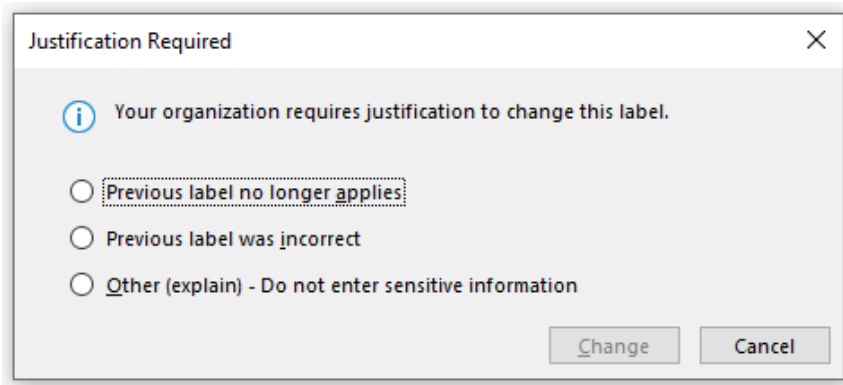 Justification Required
Your organization requires justification to change this label.
Previous label no longer applies
Previous label was incorrect
Other (explain) - Do not enter sensitive information
Change
Cancel